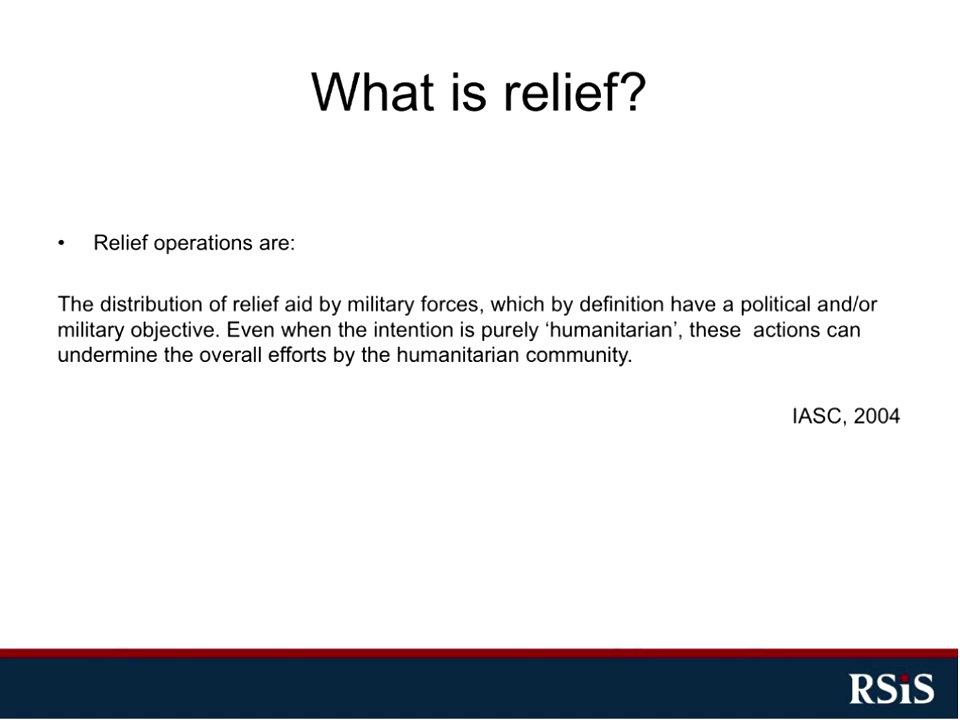 What is relief?
• Relief operations are:
The distribution of relief aid by military forces, which by definition have a political and/or
military objective. Even when the intention is purely ‘humanitarian’, these  actions can
undermine the overall efforts by the humanitarian community.
IASC, 2004
RSiS